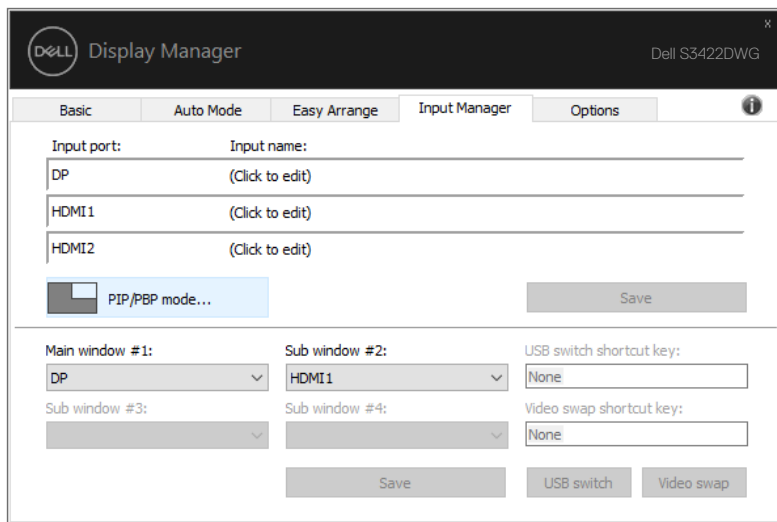 x
DELL Display Manager
Dell S3422DWG
Basic Auto Mode Easy Arrange Input Manager Options i
Input port: Input name:
DP (Click to edit)
HDMI1 (Click to edit)
HDMI2 (Click to edit)
PIP/PBP mode... Save
Main window #1: Sub window #2: USB switch shortcut key:
DP HDMI1 None
Sub window #3: Sub window #4: Video swap shortcut key:
None
Save USB switch Video swap